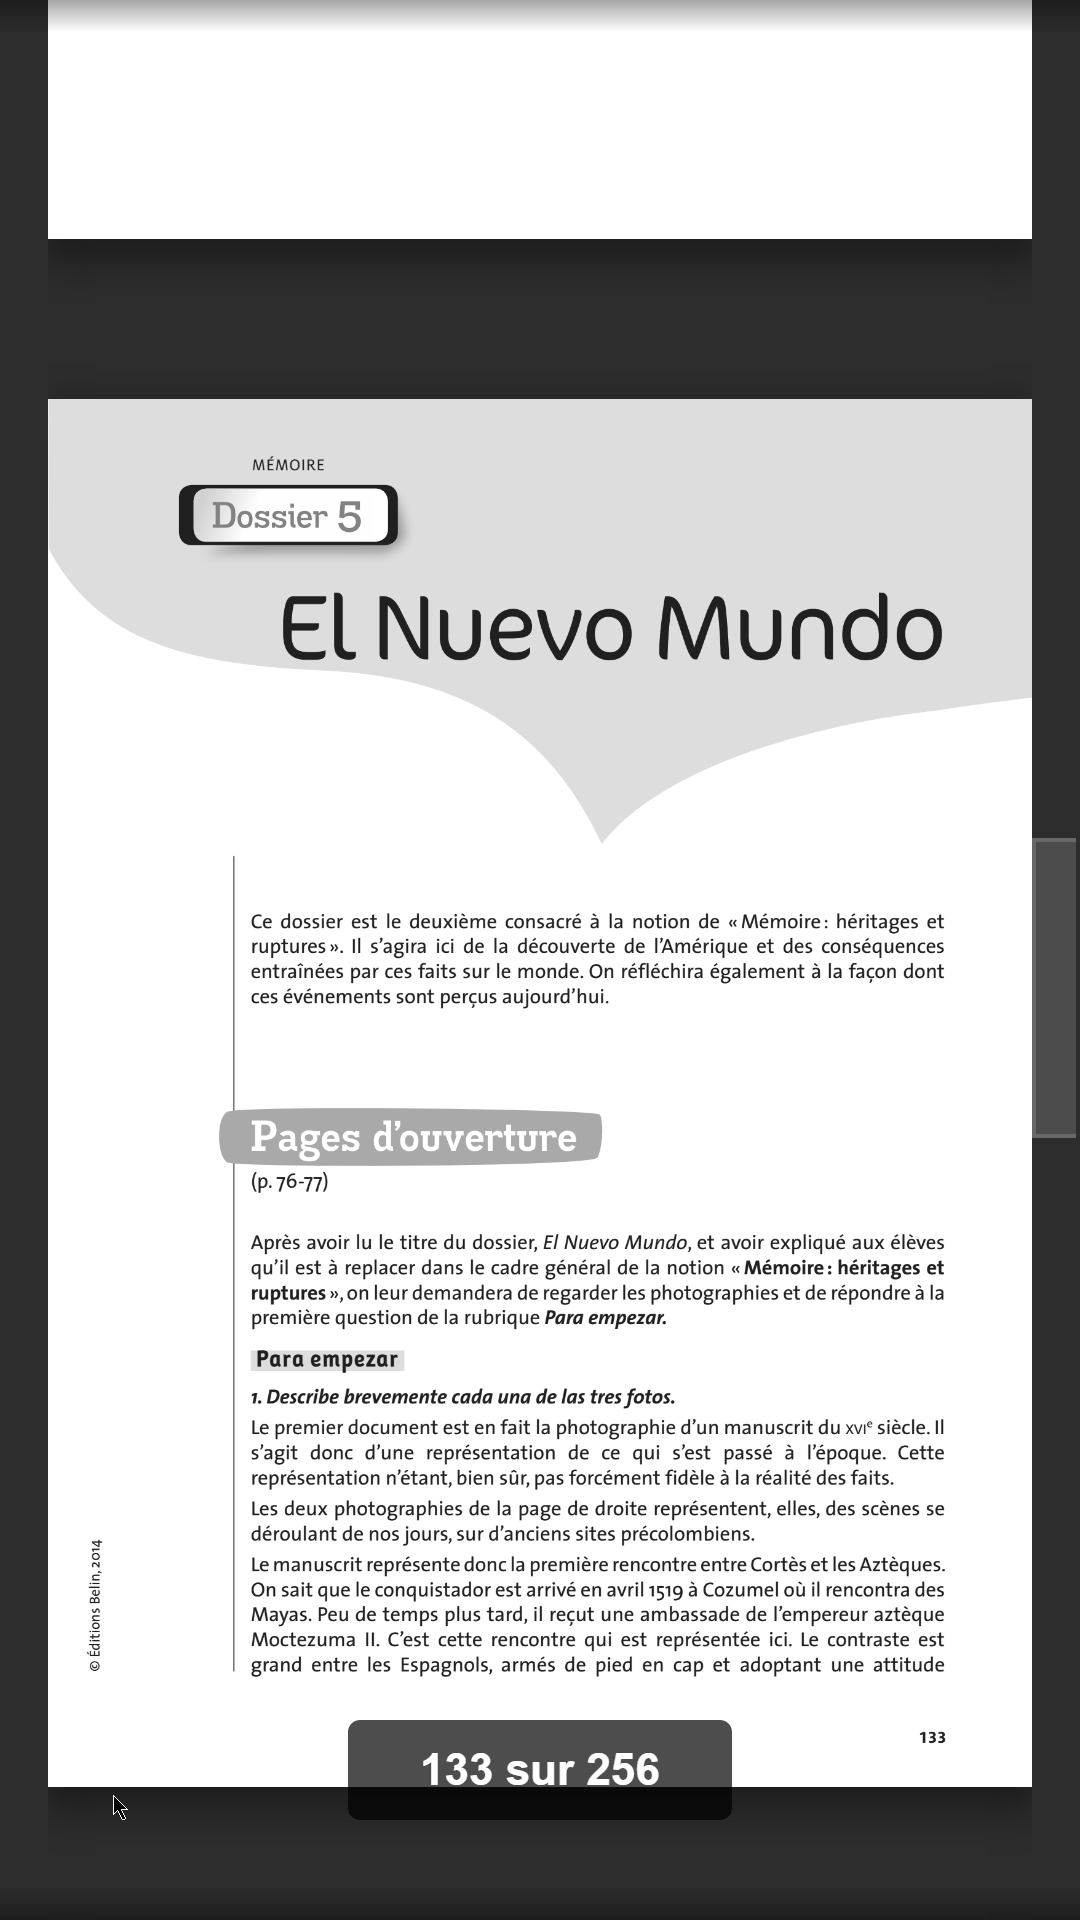 MÉMOIRE
Dossier 5
El Nuevo Mundo
Ce dossier est le deuxième consacré à la notion de « Mémoire : héritages et
ruptures ». Il s’agira ici de la découverte de l’Amérique et des conséquences
entraînées par ces faits sur le monde. On réfléchira également à la façon dont
ces événements sont perçus aujourd’hui.
Pages d’ouverture
(p. 76-77)
Après avoir lu le titre du dossier, El Nuevo Mundo, et avoir expliqué aux élèves
qu’il est à replacer dans le cadre général de la notion « Mémoire : héritages et
ruptures », on leur demandera de regarder les photographies et de répondre à la
première question de la rubrique Para empezar.
Para empezar
1. Describe brevemente cada una de las tres fotos.
Le premier document est en fait la photographie d’un manuscrit du XVIe siècle. Il
s’agit donc d’une représentation de ce qui s’est passé à l’époque. Cette
représentation n’étant, bien sûr, pas forcément fidèle à la réalité des faits.
Les deux photographies de la page de droite représentent, elles, des scènes se
déroulant de nos jours, sur d’anciens sites précolombiens.
Le manuscrit représente donc la première rencontre entre Cortès et les Aztèques.
On sait que le conquistador est arrivé en avril 1519 à Cozumel où il rencontra des
Mayas. Peu de temps plus tard, il reçut une ambassade de l’empereur aztèque
Moctezuma II. C’est cette rencontre qui est représentée ici. Le contraste est
grand entre les Espagnols, armés de pied en cap et adoptant une attitude
© Éditions Belin, 2014
133
133 sur 256